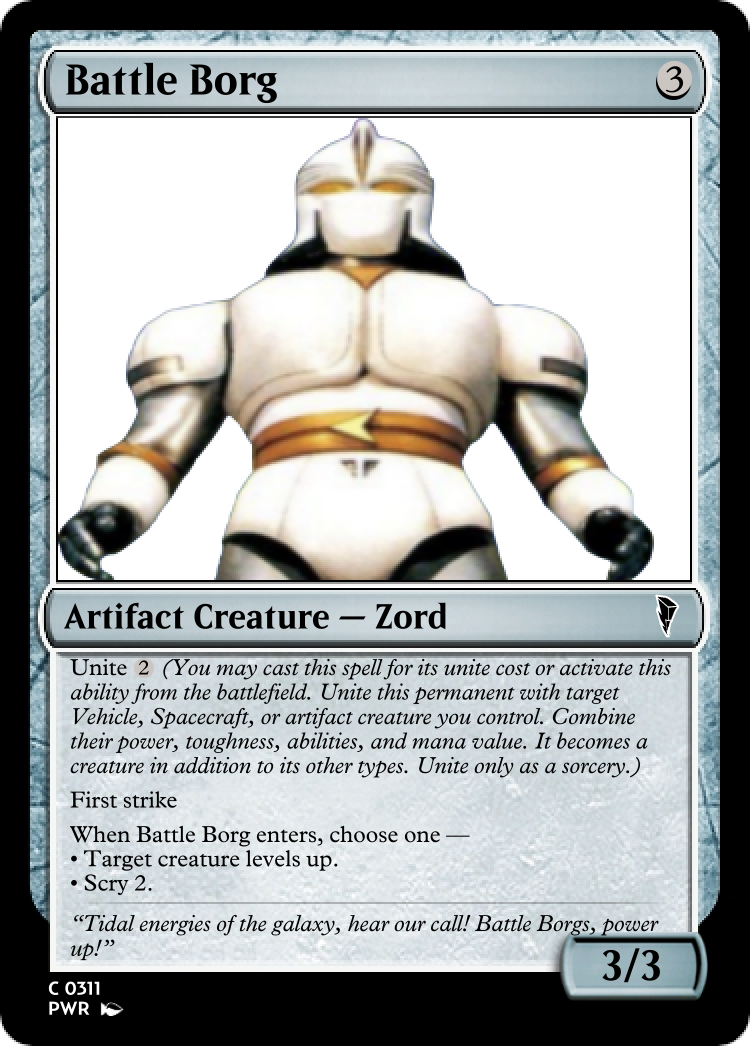 Battle Borg
3
Artifact Creature — Zord
Unite 2 (You may cast this spell for its unite cost or activate this
ability from the battlefield. Unite this permanent with target
Vehicle, Spacecraft, or artifact creature you control. Combine
their power, toughness, abilities, and mana value. It becomes a
creature in addition to its other types. Unite only as a sorcery.)
First strike
When Battle Borg enters, choose one —
• Target creature levels up.
• Scry 2.
“Tidal energies of the galaxy, hear our call! Battle Borgs, power
up!”
3/3
C 0311
PWR